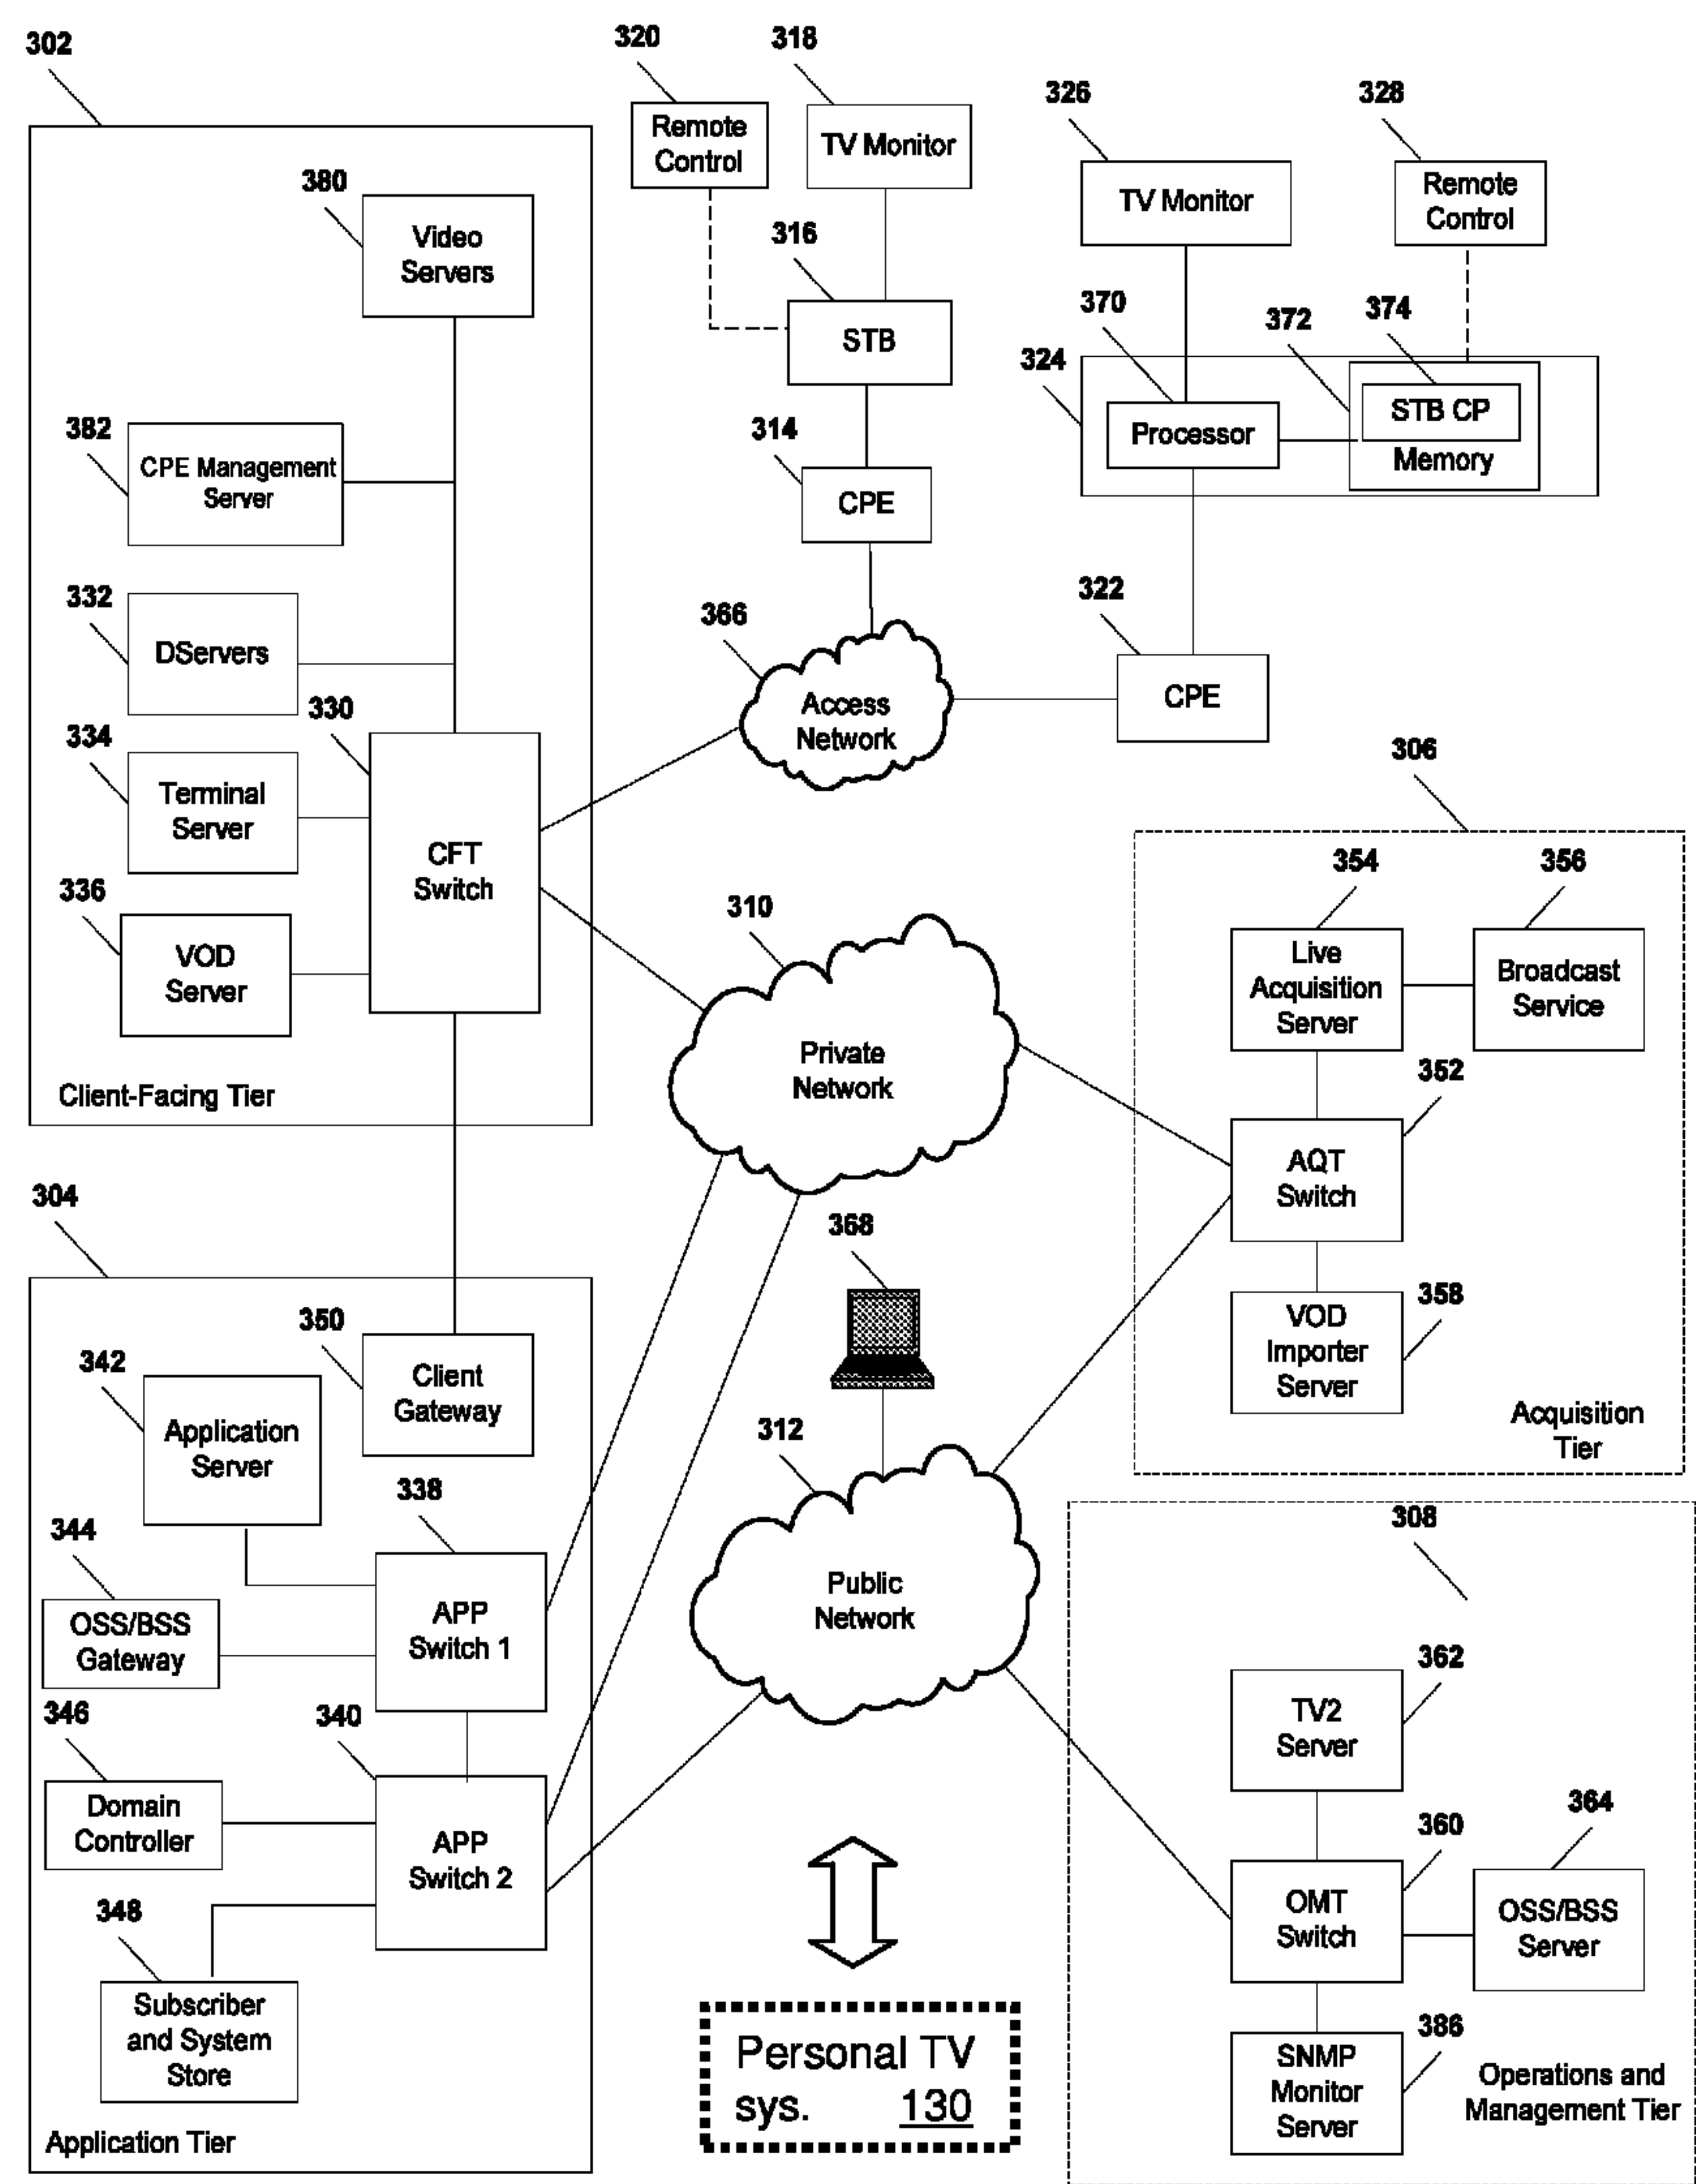 302
320
318
326
328
Remote
Control
TV Monitor
TV Monitor
Remote
Control
380
Video
Servers
316
STB
370
372
374
324
STB CP
Processor
Memory
382
CPE Management
Server
314
CPE
332
DServers
366
Access
Network
322
CPE
330
334
Terminal
Server
CFT
Switch
336
VOD
Server
Client-Facing Tier
306
354
356
Live
Acquisition
Server
Broadcast
Service
310
Private
Network
352
AQT
Switch
358
VOD
Importer
Server
Acquisition
Tier
304
368
350
Client
Gateway
342
Application
Server
312
Public
Network
338
344
OSS/BSS
Gateway
APP
Switch 1
346
340
Domain
Controller
APP
Switch 2
348
Subscriber
and System
Store
Application Tier
308
362
TV2
Server
360
364
OMT
Switch
OSS/BSS
Server
386
SNMP
Monitor
Server
Operations and
Management Tier
Personal TV
sys. 130